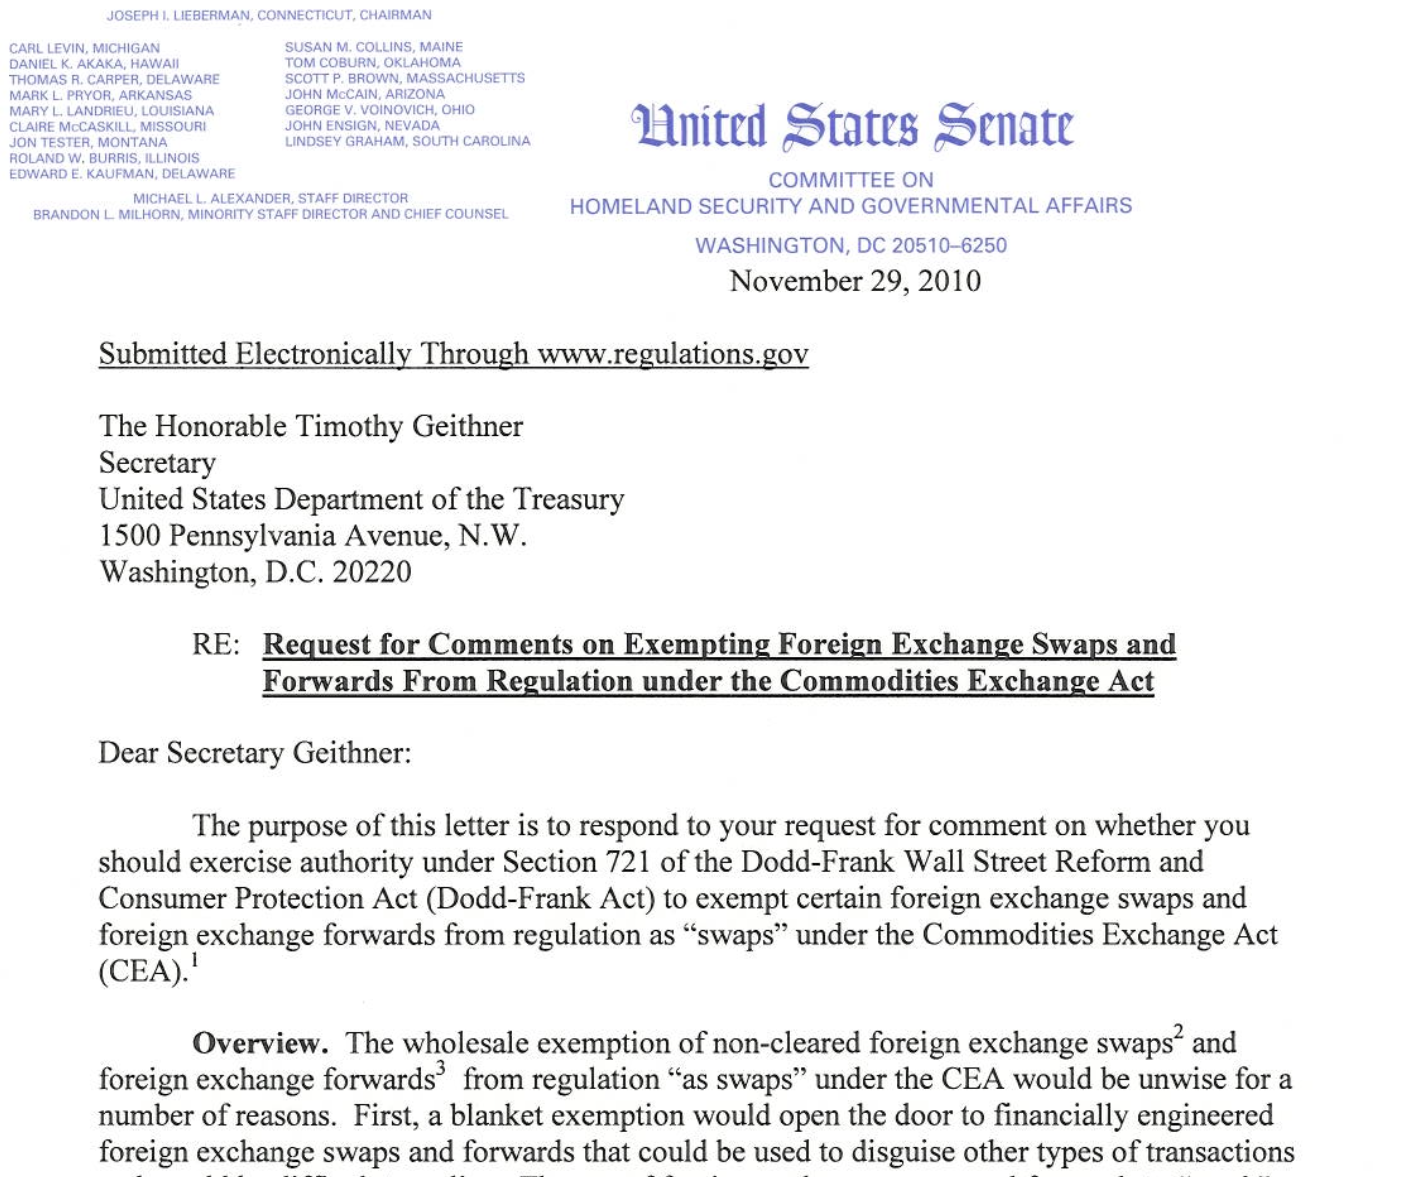 JOSEPH I. LIEBERMAN, CONNECTICUT, CHAIRMAN
CARL LEVIN, MICHIGAN
DANIEL K. AKAKA, HAWAII
THOMAS R. CARPER, DELAWARE
MARK L. PRYOR, ARKANSAS
MARY L. LANDRIEU, LOUISIANA
CLAIRE McCASKILL, MISSOURI
JON TESTER, MONTANA
ROLAND W. BURRIS, ILLINOIS
EDWARD E. KAUFMAN, DELAWARE
SUSAN M. COLLINS, MAINE
TOM COBURN, OKLAHOMA
SCOTT P. BROWN, MASSACHUSETTS
JOHN McCAIN, ARIZONA
GEORGE V. VOINOVICH, OHIO
JOHN ENSIGN, NEVADA
LINDSEY GRAHAM, SOUTH CAROLINA
MICHAEL L. ALEXANDER, STAFF DIRECTOR
BRANDON L. MILHORN, MINORITY STAFF DIRECTOR AND CHIEF COUNSEL
United States Senate
COMMITTEE ON
HOMELAND SECURITY AND GOVERNMENTAL AFFAIRS
WASHINGTON, DC 20510–6250
November 29, 2010
Submitted Electronically Through www.regulations.gov
The Honorable Timothy Geithner
Secretary
United States Department of the Treasury
1500 Pennsylvania Avenue, N.W.
Washington, D.C. 20220
RE: Request for Comments on Exempting Foreign Exchange Swaps and
Forwards From Regulation under the Commodities Exchange Act
Dear Secretary Geithner:
The purpose of this letter is to respond to your request for comment on whether you
should exercise authority under Section 721 of the Dodd-Frank Wall Street Reform and
Consumer Protection Act (Dodd-Frank Act) to exempt certain foreign exchange swaps and
foreign exchange forwards from regulation as “swaps” under the Commodities Exchange Act
(CEA).1
Overview. The wholesale exemption of non-cleared foreign exchange swaps2 and
foreign exchange forwards3 from regulation “as swaps” under the CEA would be unwise for a
number of reasons. First, a blanket exemption would open the door to financially engineered
foreign exchange swaps and forwards that could be used to disguise other types of transactions